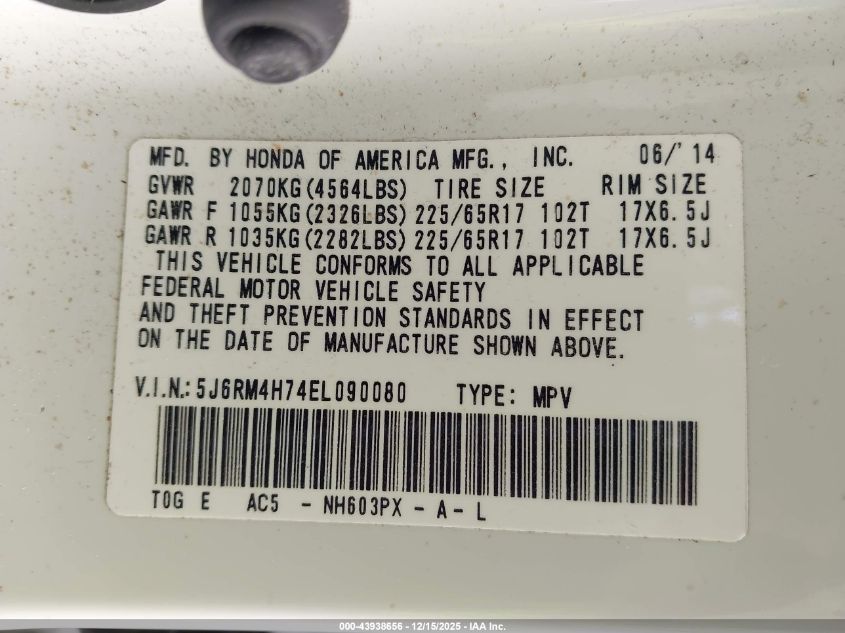 MFD. BY HONDA OF AMERICA MFG., INC. 06/'14
GVWR 2070KG(4564LBS) TIRE SIZE RIM SIZE
GAWR F 1055KG(2326LBS) 225/65R17 102T 17X6.5J
GAWR R 1035KG(2282LBS) 225/65R17 102T 17X6.5J
THIS VEHICLE CONFORMS TO ALL APPLICABLE
FEDERAL MOTOR VEHICLE SAFETY
AND THEFT PREVENTION STANDARDS IN EFFECT
ON THE DATE OF MANUFACTURE SHOWN ABOVE.
V.I.N.: 5J6RM4H74EL090080 TYPE: MPV
T0G E AC5 - NH603PX - A - L
000-43938656 - 12/15/2025 - IAA Inc.